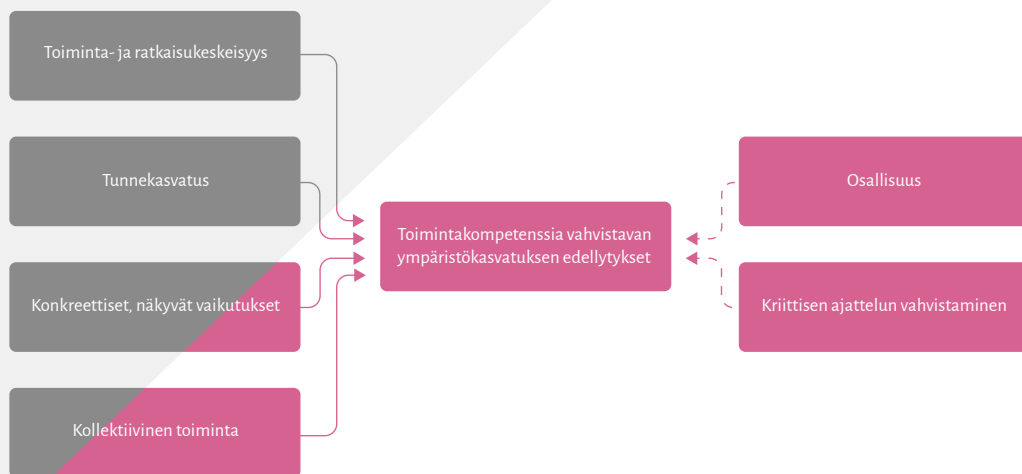 Toiminta- ja ratkaisukeskeisyys
Tunnekasvatus
Konkreettiset, näkyvät vaikutukset
Kollektiivinen toiminta
Toimintakompetenssia vahvistavan
ympäristökasvatuksen edellytykset
Osallisuus
Kriittisen ajattelun vahvistaminen